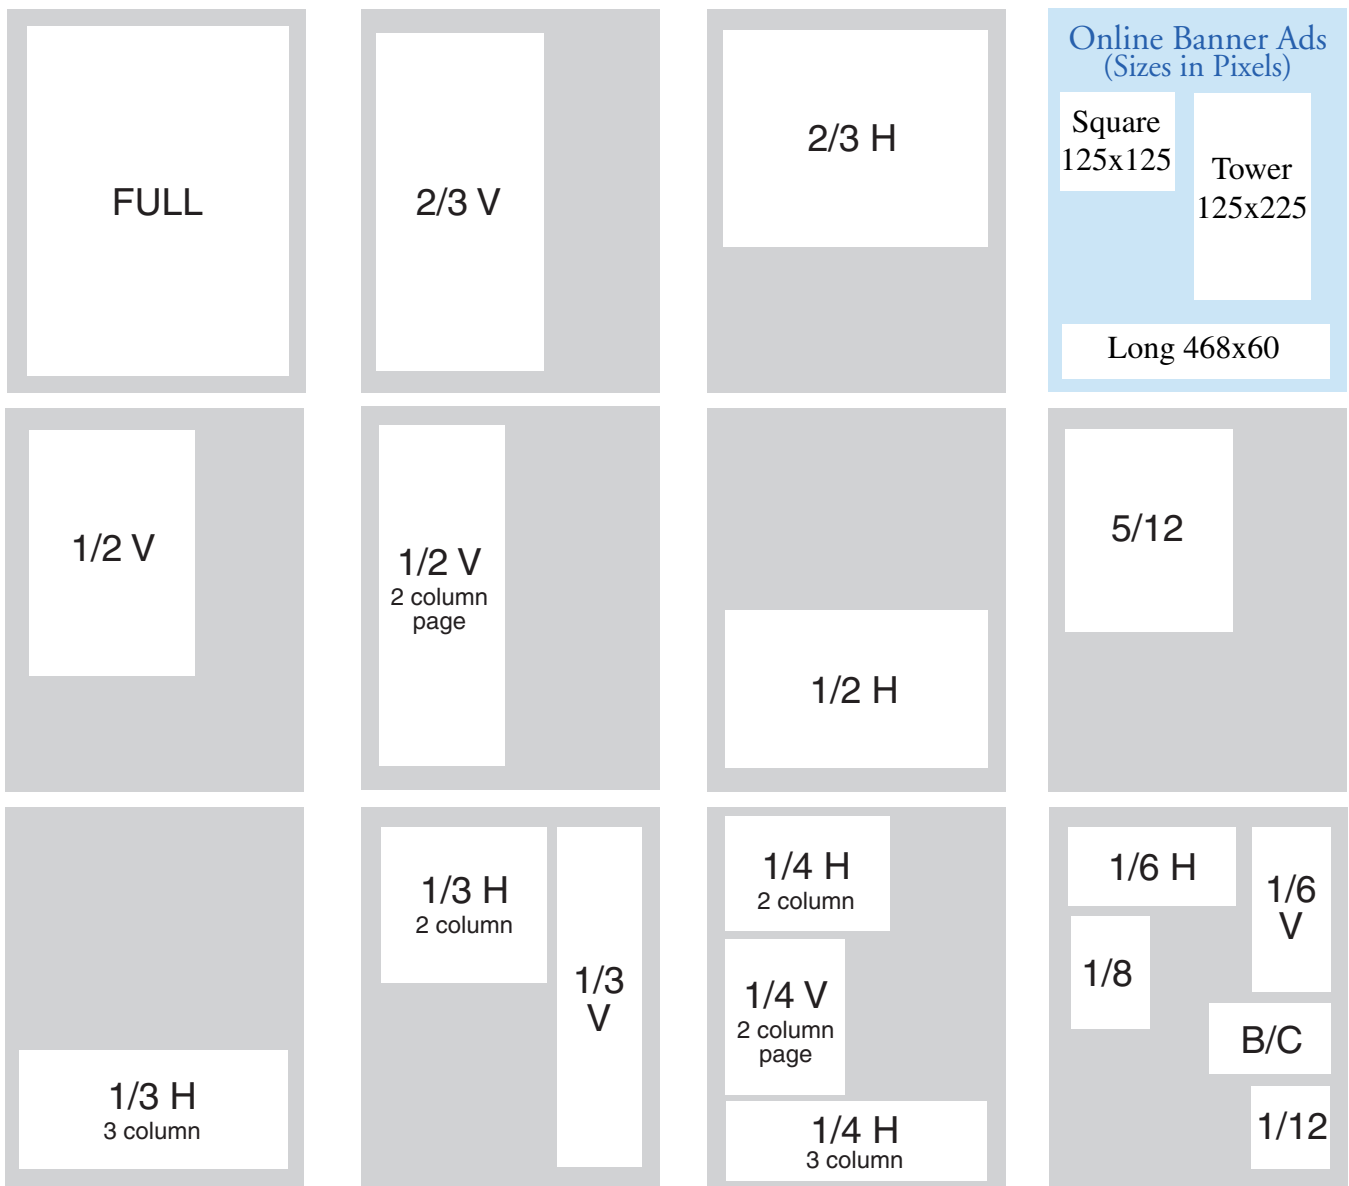 FULL
2/3 V
2/3 H
Online Banner Ads
(Sizes in Pixels)
Square
125x125
Tower
125x225
Long 468x60
1/2 V
1/2 V
2 column
page
1/2 H
5/12
1/3 H
3 column
1/3 H
2 column
1/3
V
1/4 H
2 column
1/4 V
2 column
page
1/4 H
3 column
1/6 H
1/6
V
1/8
B/C
1/12